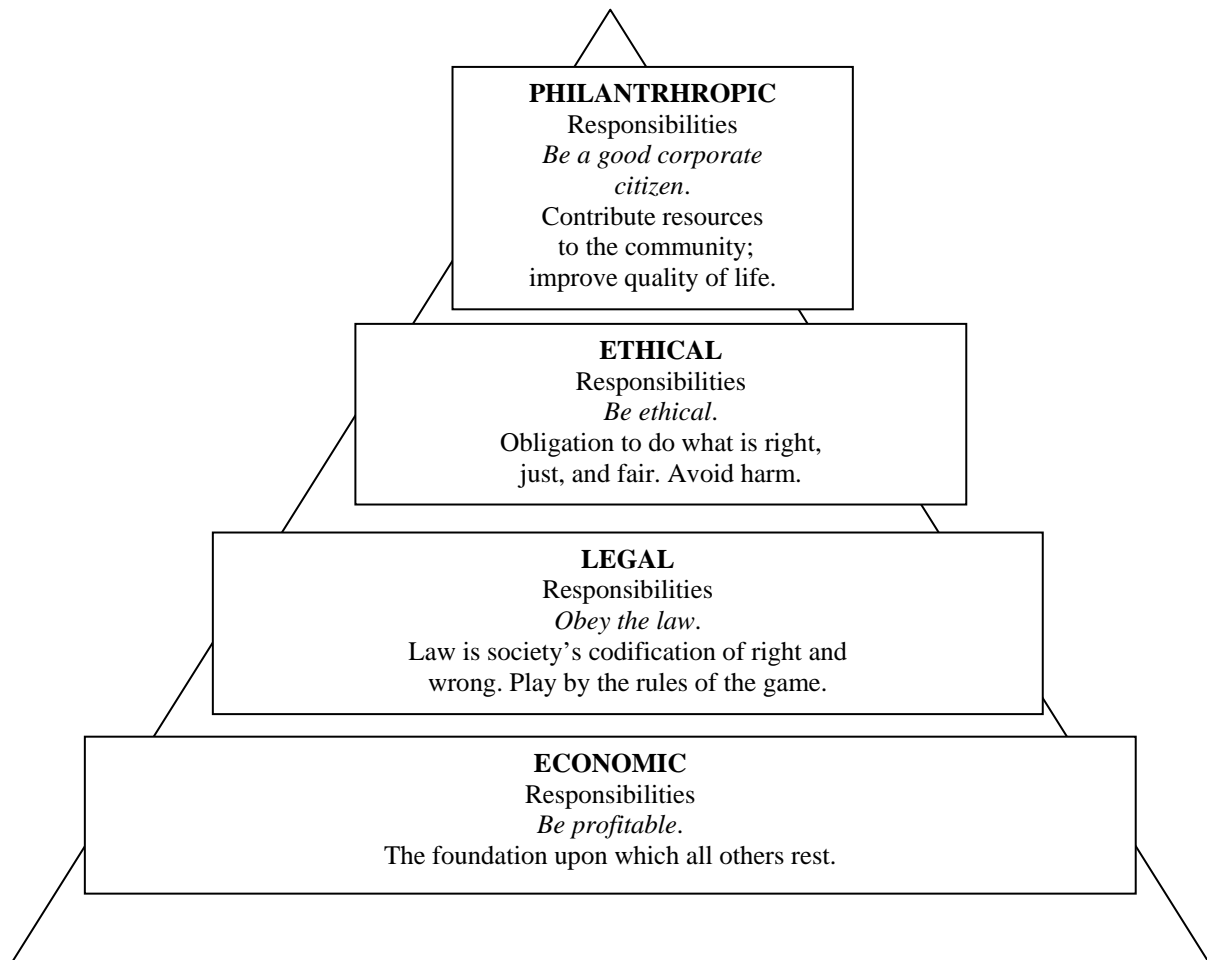 PHILANTRHROPIC
Responsibilities
Be a good corporate
citizen.
Contribute resources
to the community;
improve quality of life.
ETHICAL
Responsibilities
Be ethical.
Obligation to do what is right,
just, and fair. Avoid harm.
LEGAL
Responsibilities
Obey the law.
Law is society’s codification of right and
wrong. Play by the rules of the game.
ECONOMIC
Responsibilities
Be profitable.
The foundation upon which all others rest.